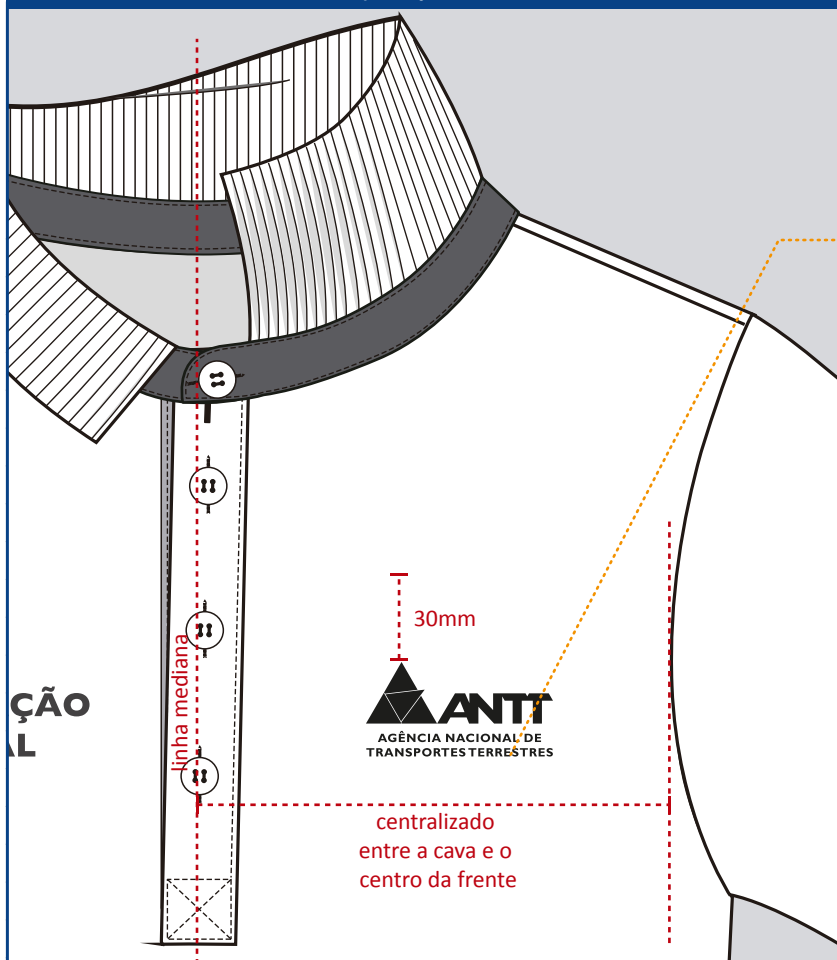 30mm
linha mediana
ÇÃO
AL
ANTT
AGÊNCIA NACIONAL DE
TRANSPORTES TERRESTRES
centralizado
entre a cava e o
centro da frente